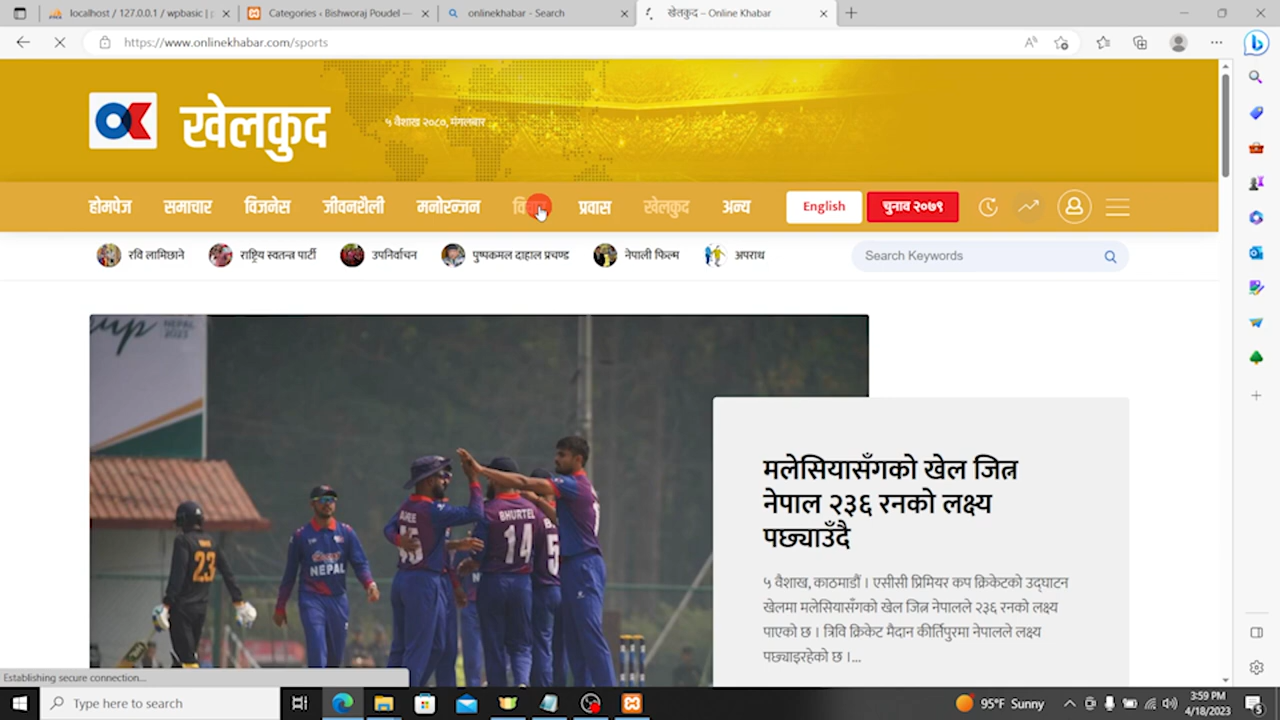 localhost / 127.0.0.1 / wpbasic | p
Categories ‹ Bishworaj Poudel —
onlinekhabar - Search
खेलकुद – Online Khabar
https://www.onlinekhabar.com/sports
खेलकुद
५ वैशाख २०८०, मंगलबार
होमपेज
समाचार
विजनेस
जीवनशैली
मनोरन्जन
प्रवास
खेलकुद
अन्य
English
चुनाव २०७९
रवि लामिछाने
राष्ट्रिय स्वतन्त्र पार्टी
उपनिर्वाचन
पुष्पकमल दाहाल प्रचण्ड
नेपाली फिल्म
अपराध
Search Keywords
NEPAL
23
NEPAL
BHURTEL
14
मलेसियासँगको खेल जित्न
नेपाल २३६ रनको लक्ष्य
पछ्याउँदै
५ वैशाख, काठमाडौं । एसीसी प्रिमियर कप क्रिकेटको उद्घाटन
खेलमा मलेसियासँगको खेल जित्न नेपालले २३६ रनको लक्ष्य
पाएको छ । त्रिवि क्रिकेट मैदान कीर्तिपुरमा नेपालले लक्ष्य
पछ्याइरहेको छ ।...
Establishing secure connection...
Type here to search
95°F Sunny
3:59 PM
4/18/2023
5